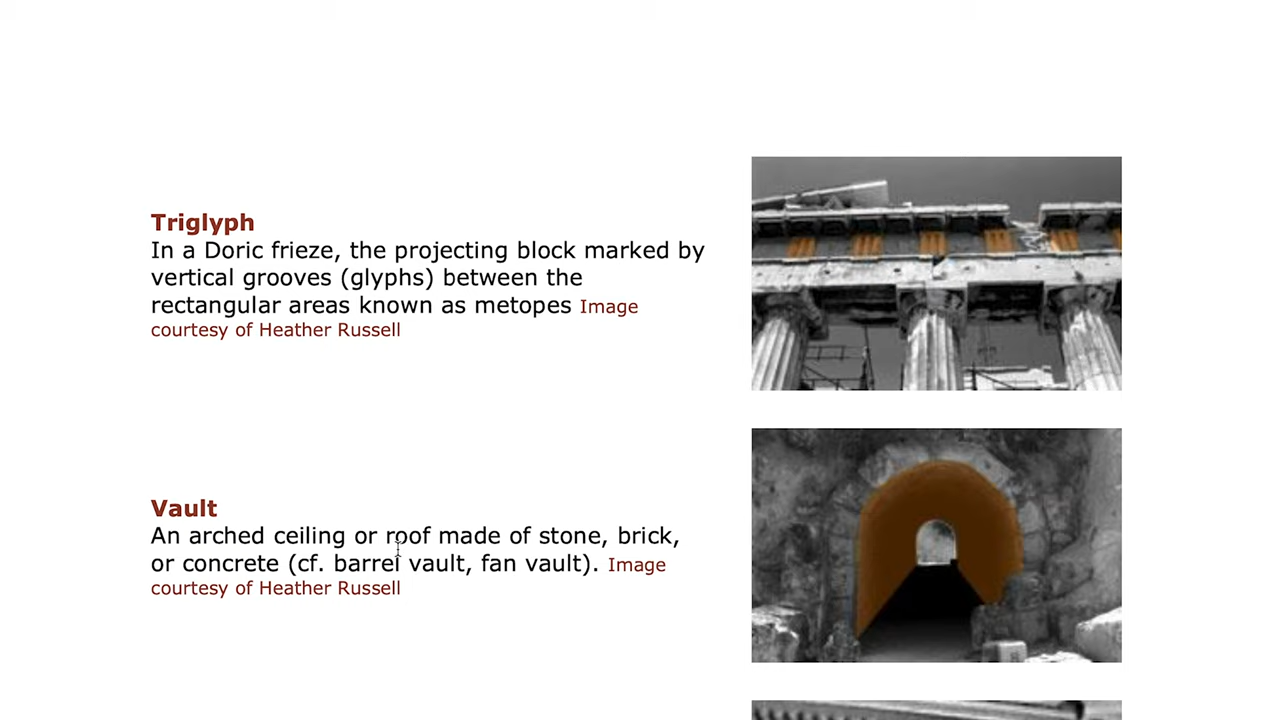 Triglyph
In a Doric frieze, the projecting block marked by
vertical grooves (glyphs) between the
rectangular areas known as metopes Image
courtesy of Heather Russell
Vault
An arched ceiling or roof made of stone, brick,
or concrete (cf. barrel vault, fan vault). Image
courtesy of Heather Russell